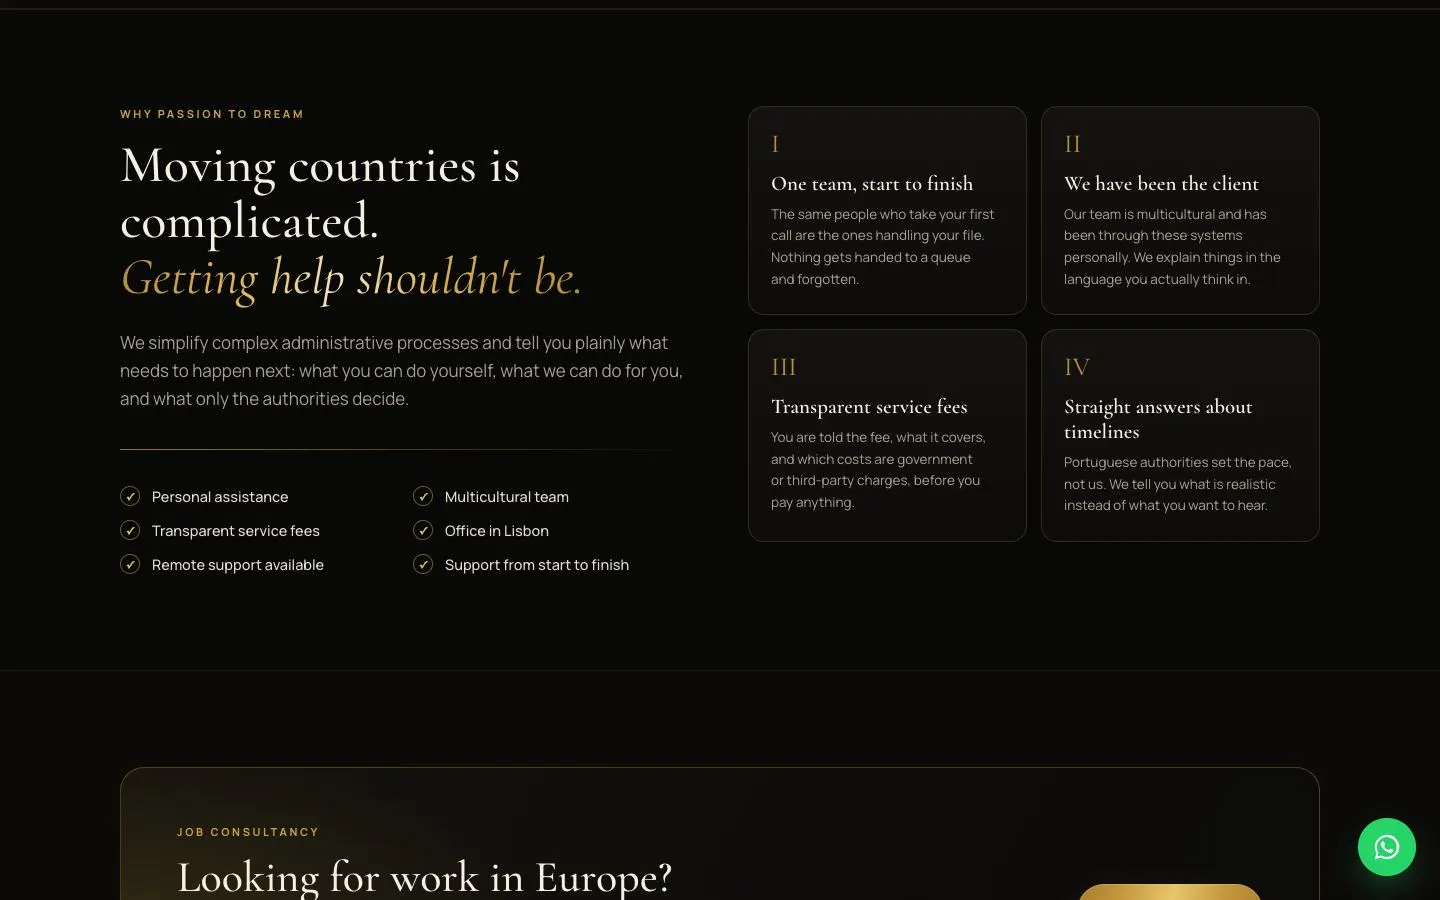 WHY PASSION TO DREAM
Moving countries is
complicated.
Getting help shouldn't be.
We simplify complex administrative processes and tell you plainly what
needs to happen next: what you can do yourself, what we can do for you,
and what only the authorities decide.
Personal assistance
Multicultural team
Transparent service fees
Office in Lisbon
Remote support available
Support from start to finish
I
One team, start to finish
The same people who take your first
call are the ones handling your file.
Nothing gets handed to a queue
and forgotten.
II
We have been the client
Our team is multicultural and has
been through these systems
personally. We explain things in the
language you actually think in.
III
Transparent service fees
You are told the fee, what it covers,
and which costs are government
or third-party charges, before you
pay anything.
IV
Straight answers about
timelines
Portuguese authorities set the pace,
not us. We tell you what is realistic
instead of what you want to hear.
JOB CONSULTANCY
Looking for work in Europe?